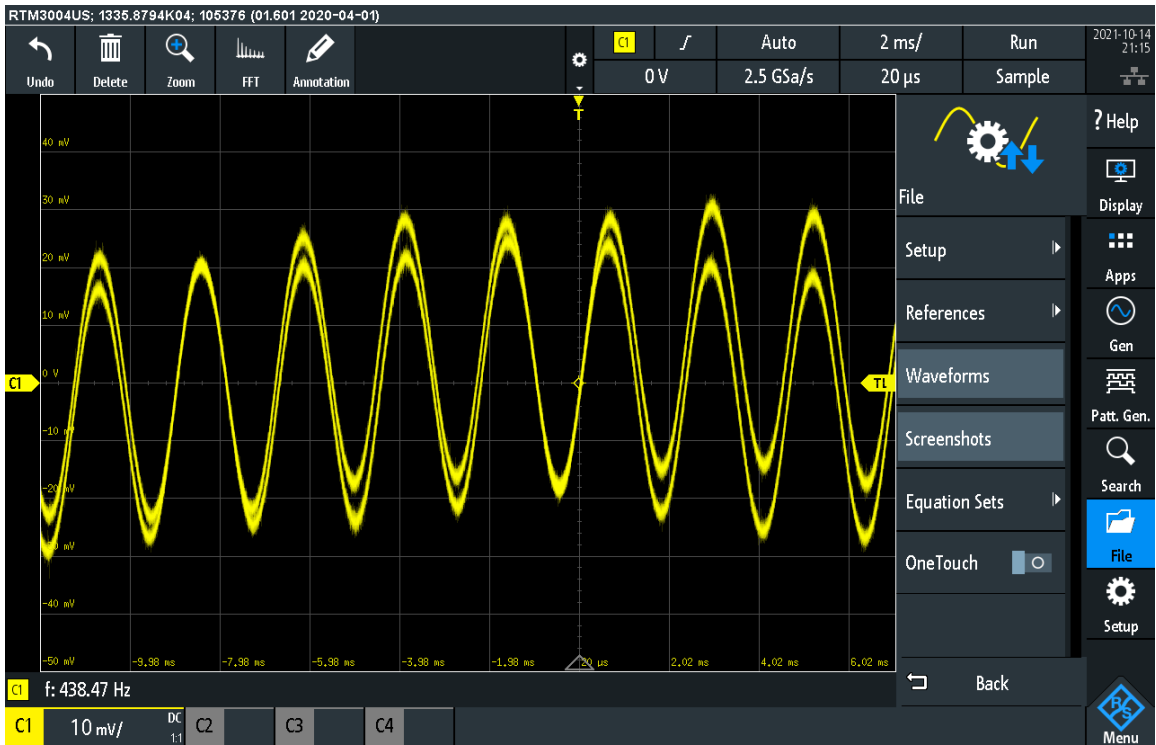 RTM3004US; 1335.8794K04; 105376 (01.601 2020-04-01)
Undo Delete Zoom FFT Annotation
C1 Auto 2 ms/ Run
0 V 2.5 GSa/s 20 µs Sample
2021-10-14
21:15
T
40 mV
30 mV
20 mV
10 mV
0 V
C1
TL
-10 mV
-20 mV
-40 mV
-50 mV -9,98 ms -7,98 ms -5,98 ms -3,98 ms -1,98 ms 20 µs 2,02 ms 4,02 ms 6,02 ms
File
Setup
References
Waveforms
Screenshots
Equation Sets
OneTouch
Back
? Help
Display
Apps
Gen
Patt. Gen.
Search
File
Setup
R&S
Menu
C1 f: 438.47 Hz
C1 10 mV/ DC 1:1 C2 C3 C4